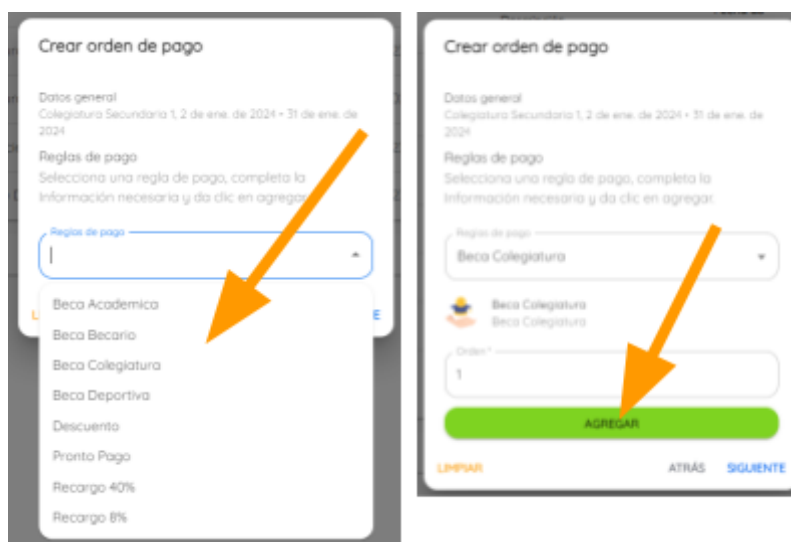 Crear orden de pago
Datos general
Colegiatura Secundaria 1, 2 de ene. de 2024 • 31 de ene. de
2024
Reglas de pago
Selecciona una regla de pago, completa la
Información necesaria y da clic en agregar.
Reglas de pago
Beca Academica
Beca Becario
Beca Colegiatura
Beca Deportiva
Descuento
Pronto Pago
Recargo 40%
Recargo 8%
Crear orden de pago
Datos general
Colegiatura Secundaria 1, 2 de ene. de 2024 • 31 de ene. de
2024
Reglas de pago
Selecciona una regla de pago, completa la
Información necesaria y da clic en agregar.
Reglas de pago
Beca Colegiatura
Beca Colegiatura
Beca Colegiatura
Orden *
1
AGREGAR
LIMPIAR ATRÁS SIGUIENTE